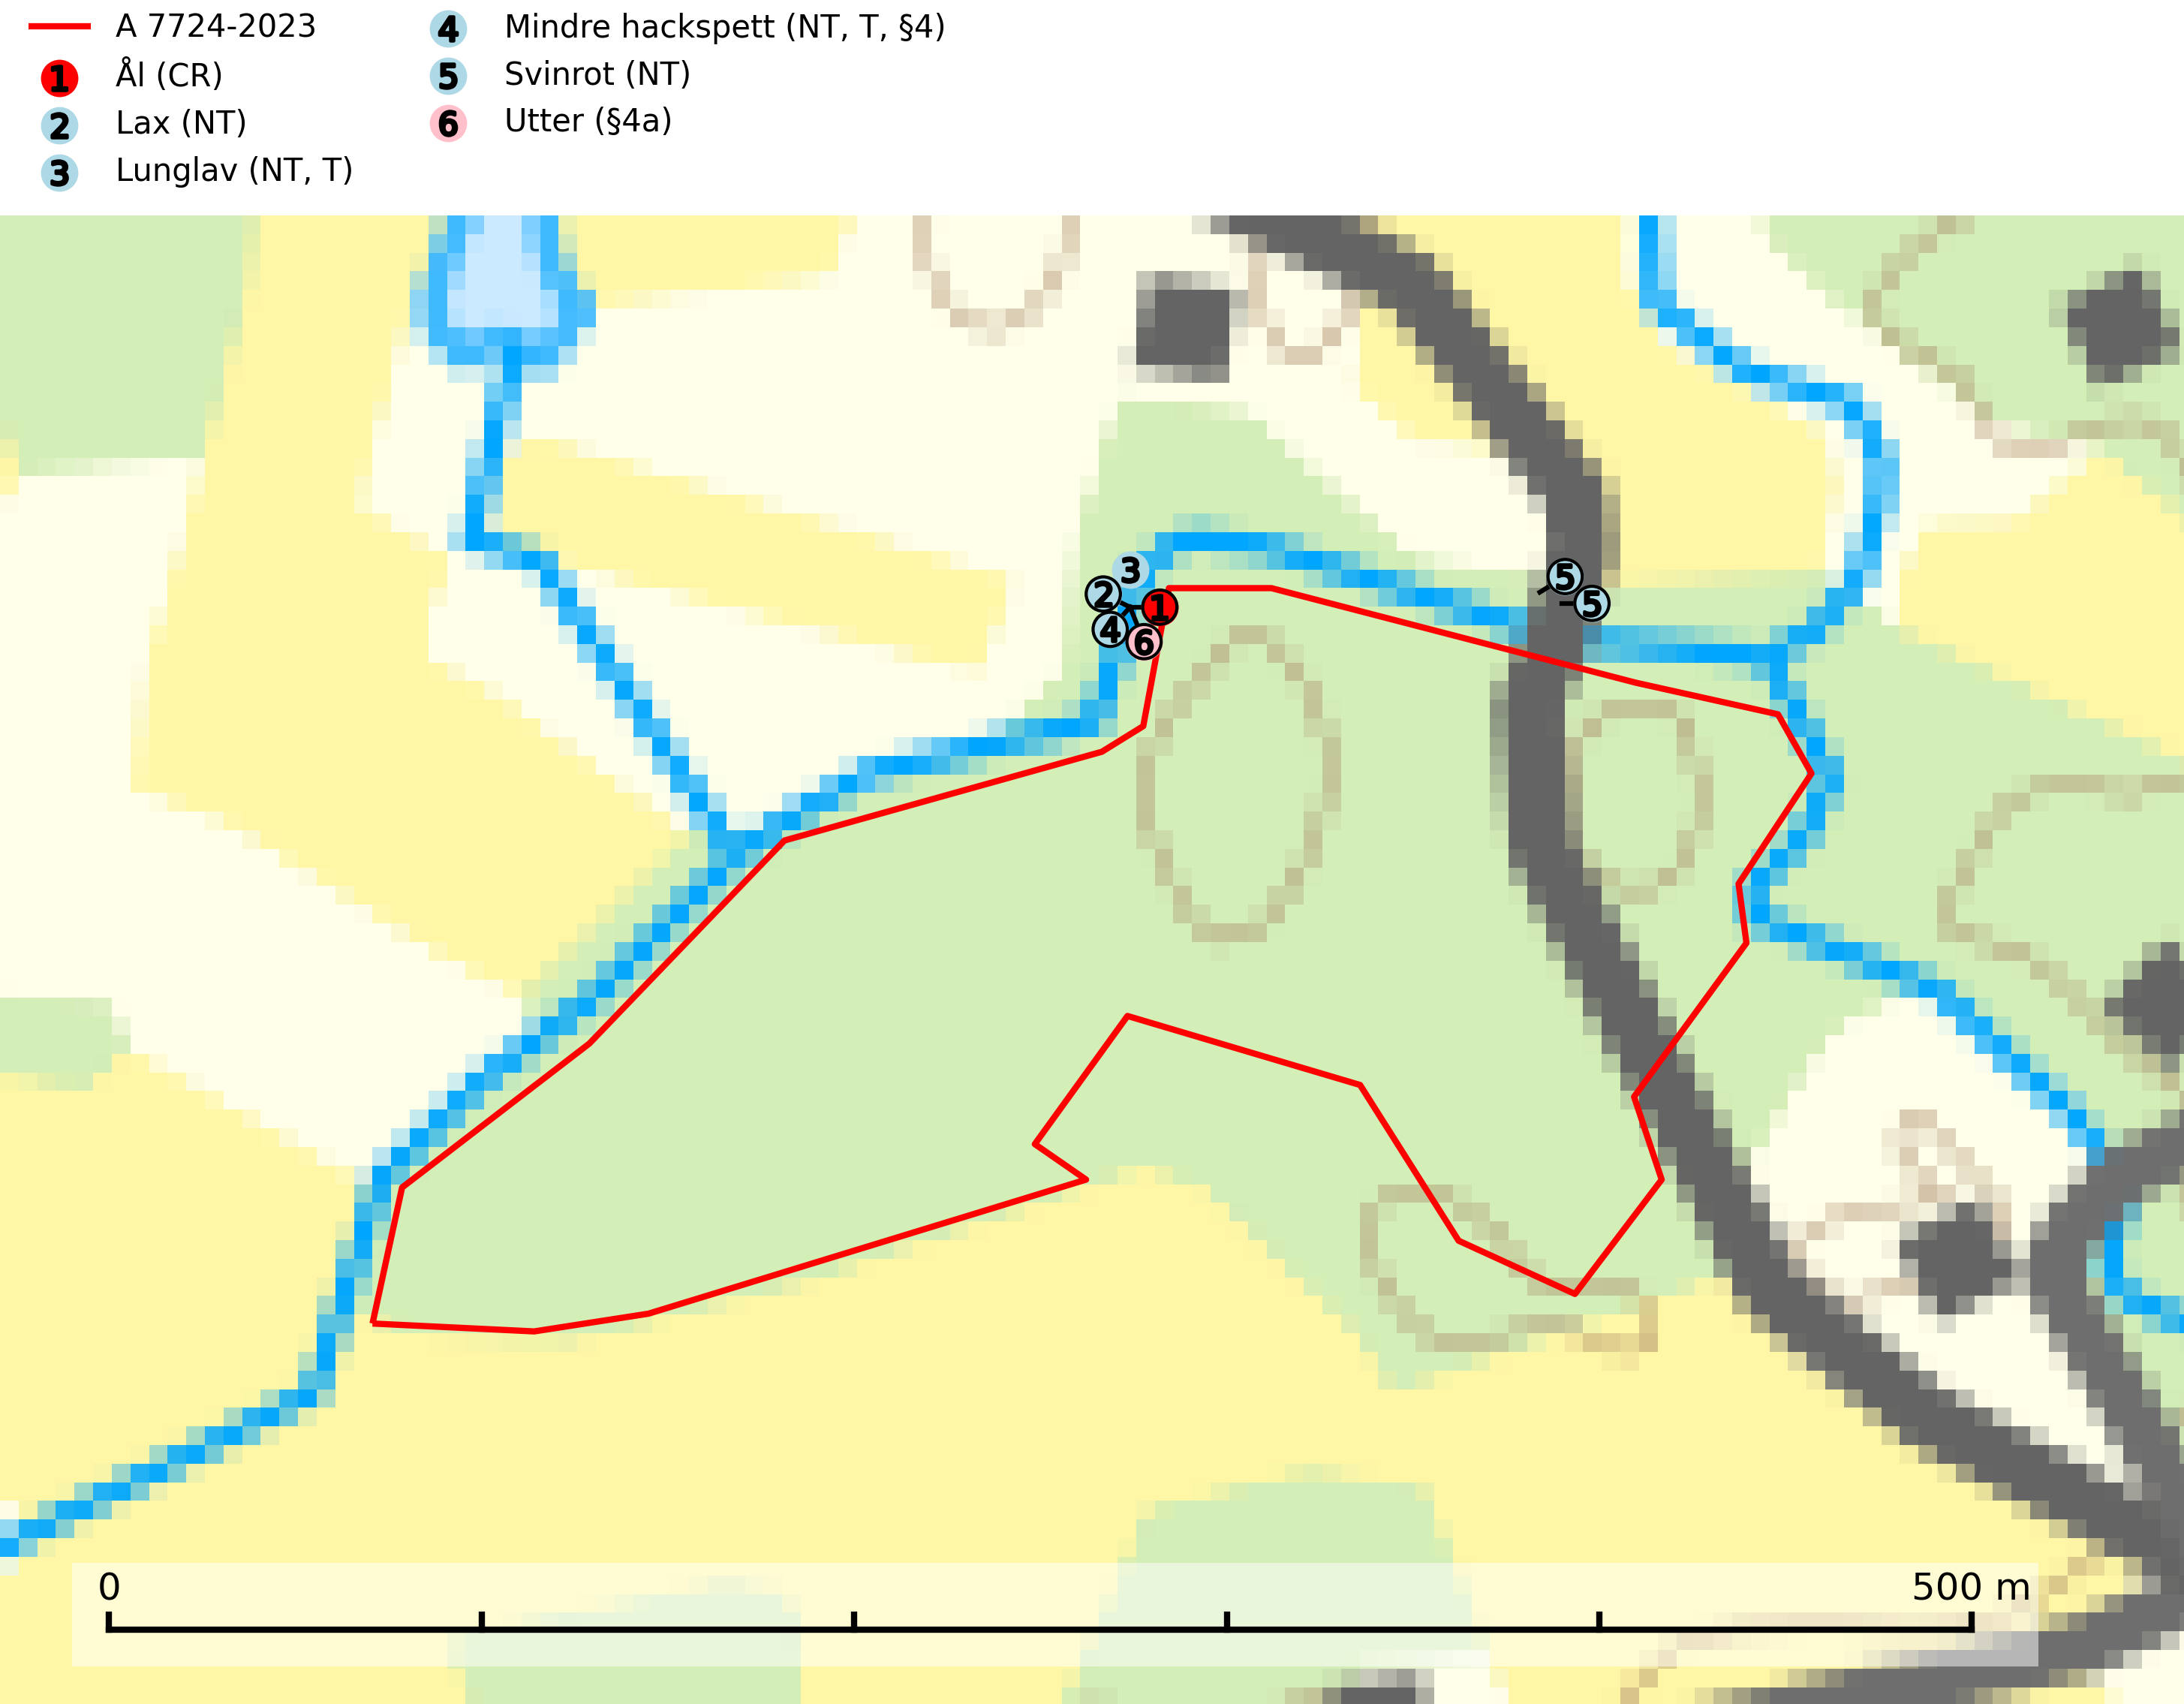 A 7724-2023
1 Ål (CR)
2 Lax (NT)
3 Lunglav (NT, T)
4 Mindre hackspett (NT, T, §4)
5 Svinrot (NT)
6 Utter (§4a)
3
2
1
4
6
5
5
0
500 m